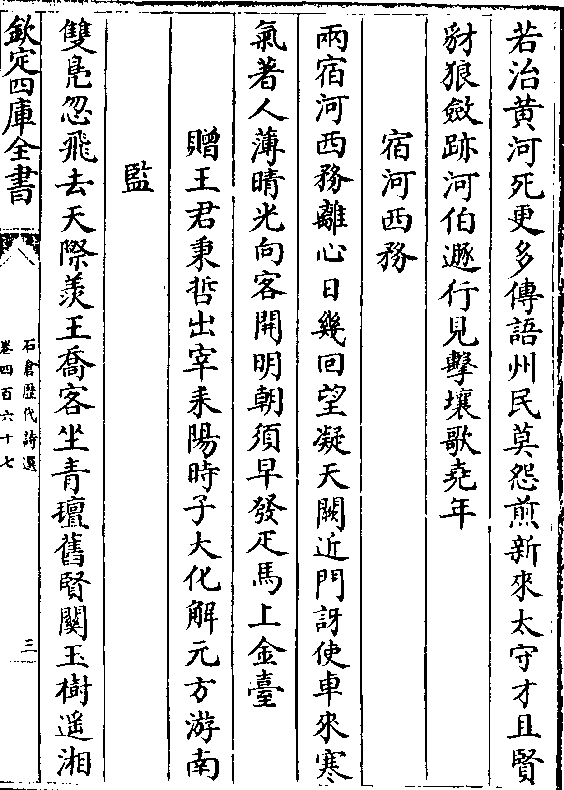 若治黄河死更多傳語州民莫怨煎新來太守才且賢
豺狼斂跡河伯遯行見擊壤歌堯年
宿河西務
兩宿河西務離心日幾回望凝天闕近門訝使車來寒
氣著人薄晴光向客開明朝須早發疋馬上金臺
贈王君秉哲出宰耒陽時子大化解元方游南
監
雙鳧忽飛去天際羨王喬客坐青氊舊賢關玉樹遥湘
欽定四庫全書
石倉歴代詩選
卷四百六十七
三